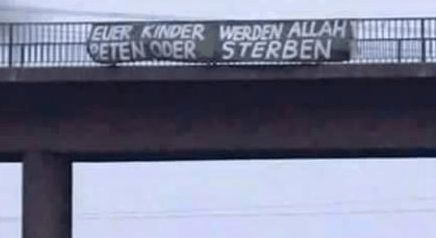 EUER KINDER WERDEN ALLAH
BETEN ODER STERBEN